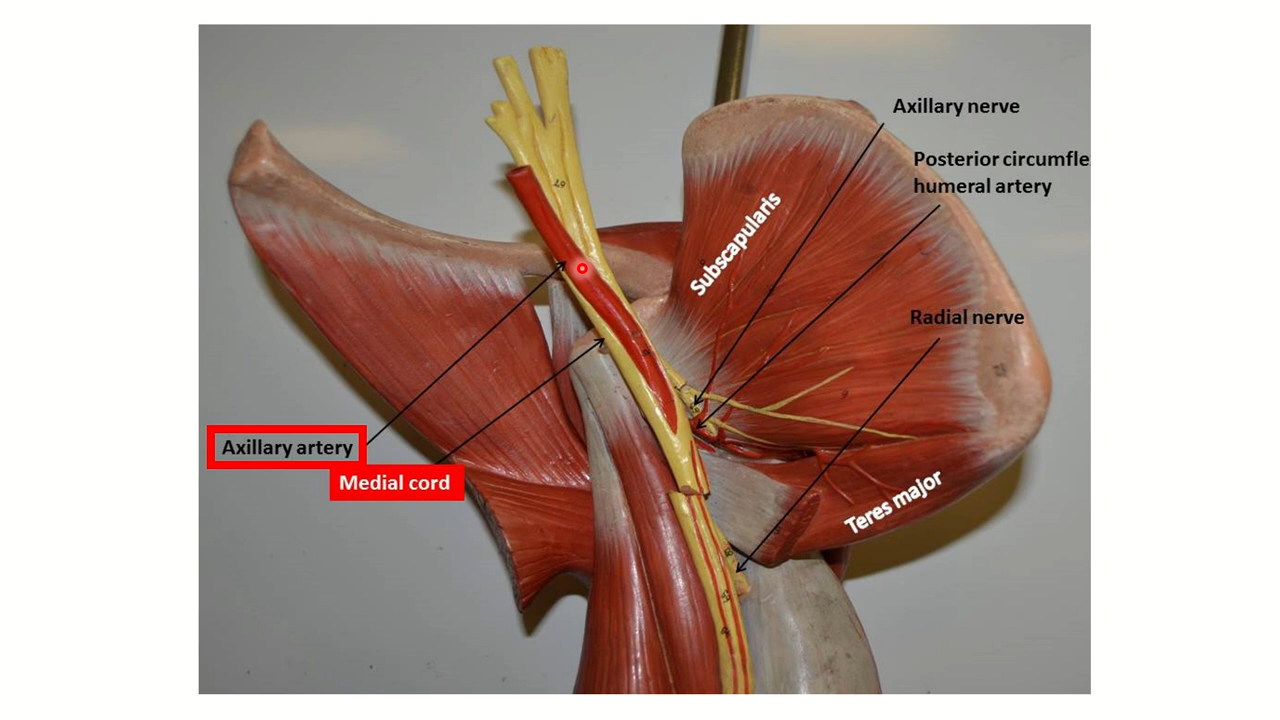 Axillary nerve
Posterior circumfle
humeral artery
Subscapularis
Radial nerve
Axillary artery
Medial cord
Teres major